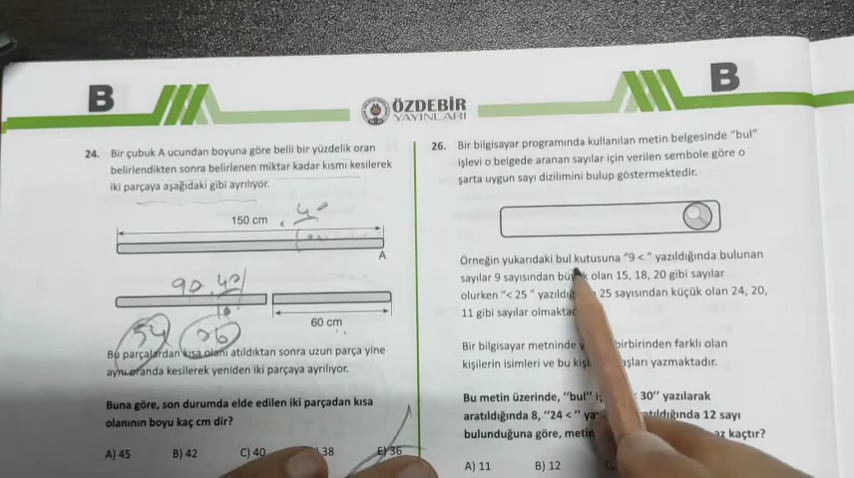 B
ÖZDEBİR
YAYINLARI
B
24. Bir çubuk A ucundan boyuna göre belli bir yüzdelik oran
belirlendikten sonra belirlenen miktar kadar kısmı kesilerek
iki parçaya aşağıdaki gibi ayrılıyor.
150 cm
A
90
60 cm
54
36
Bu parçalardan kısa olanı atıldıktan sonra uzun parça yine
aynı oranda kesilerek yeniden iki parçaya ayrılıyor.
Buna göre, son durumda elde edilen iki parçadan kısa
olanının boyu kaç cm dir?
A) 45 B) 42 C) 40 38 E) 36
26. Bir bilgisayar programında kullanılan metin belgesinde "bul"
işlevi o belgede aranan sayılar için verilen sembole göre o
şarta uygun sayı dizilimini bulup göstermektedir.
Örneğin yukarıdaki bul kutusuna "9 < " yazıldığında bulunan
sayılar 9 sayısından olan 15, 18, 20 gibi sayılar
olurken "< 25 " 25 sayısından küçük olan 24, 20,
11 gibi sayılar
Bir bilgisayar metninde birbirinden farklı olan
kişilerin isimleri ve bu yazmaktadır.
Bu metin üzerinde, "bul" < 30" yazılarak
aratıldığında 8, "24 < " 12 sayı
bulunduğuna göre, kaçtır?
A) 11 B) 12